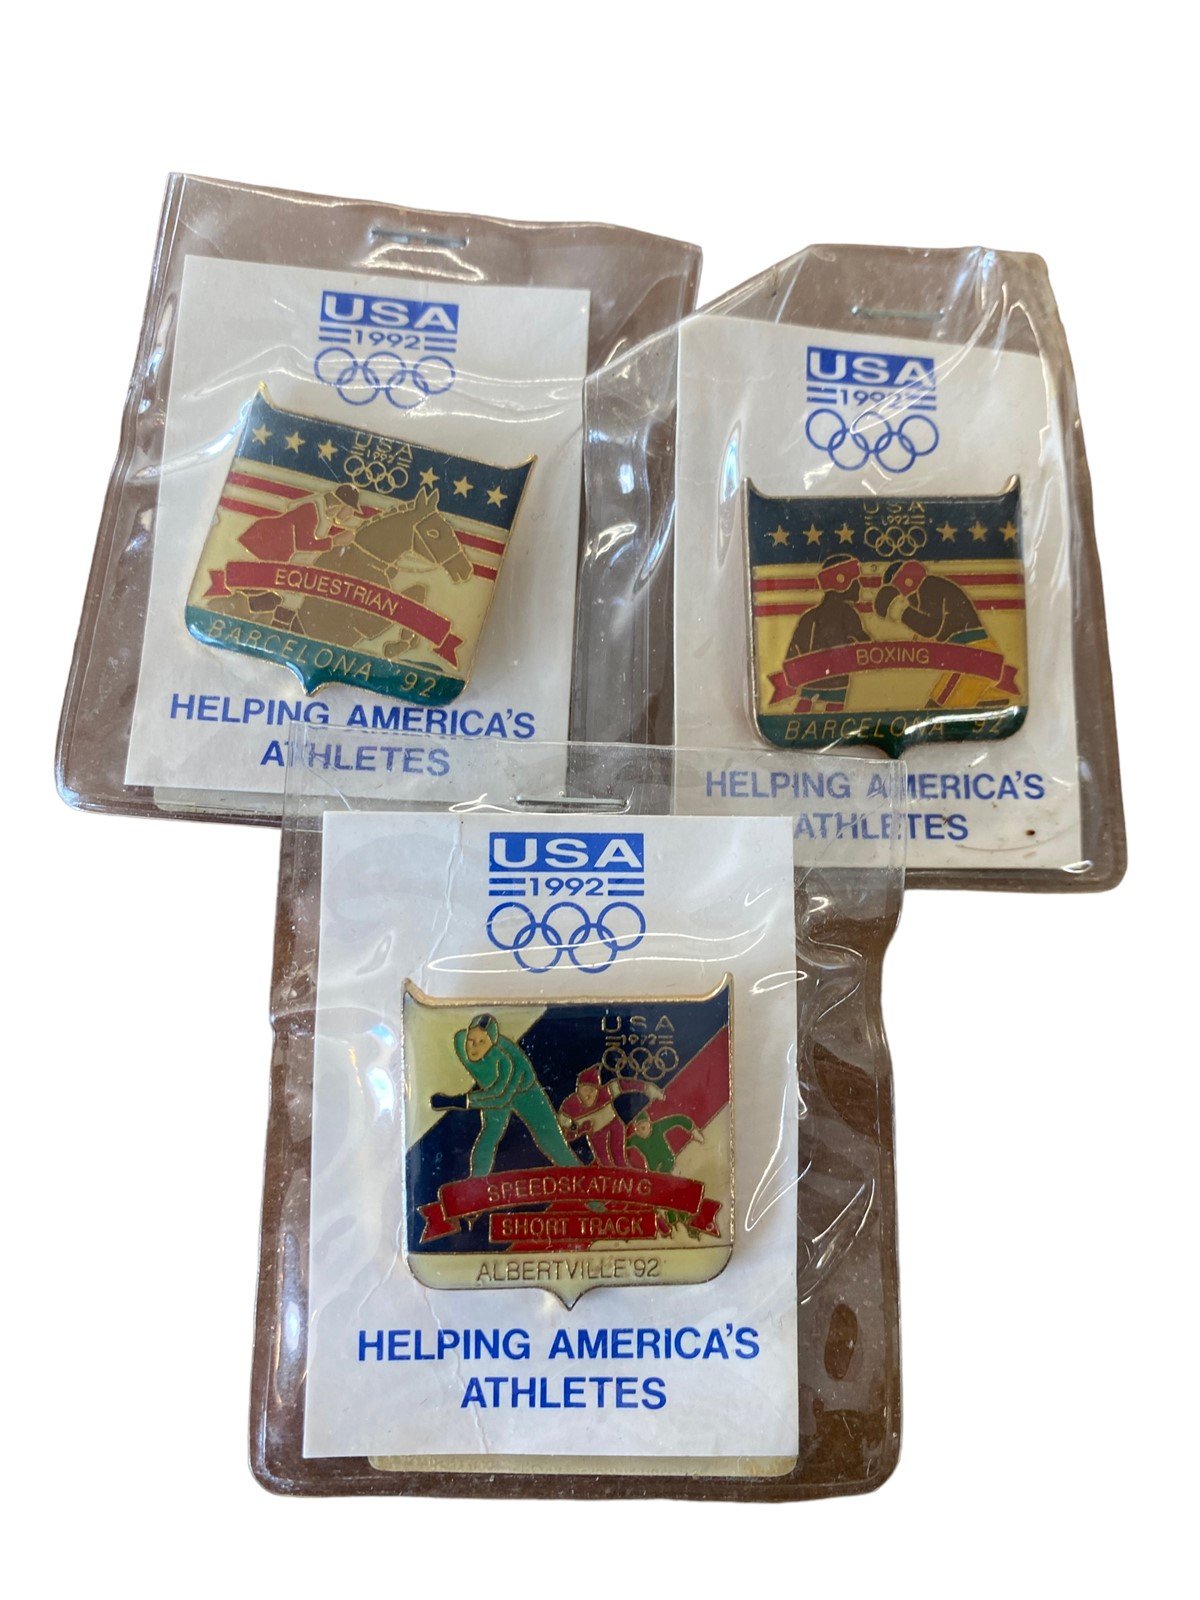 USA
1992
USA
1992
EQUESTRIAN
BARCELONA '92
HELPING AMERICA'S
ATHLETES
USA
1992
USA
1992
BOXING
BARCELONA '92
HELPING AMERICA'S
ATHLETES
USA
1992
USA
1992
SPEEDSKATING
SHORT TRACK
ALBERTVILLE '92
HELPING AMERICA'S
ATHLETES